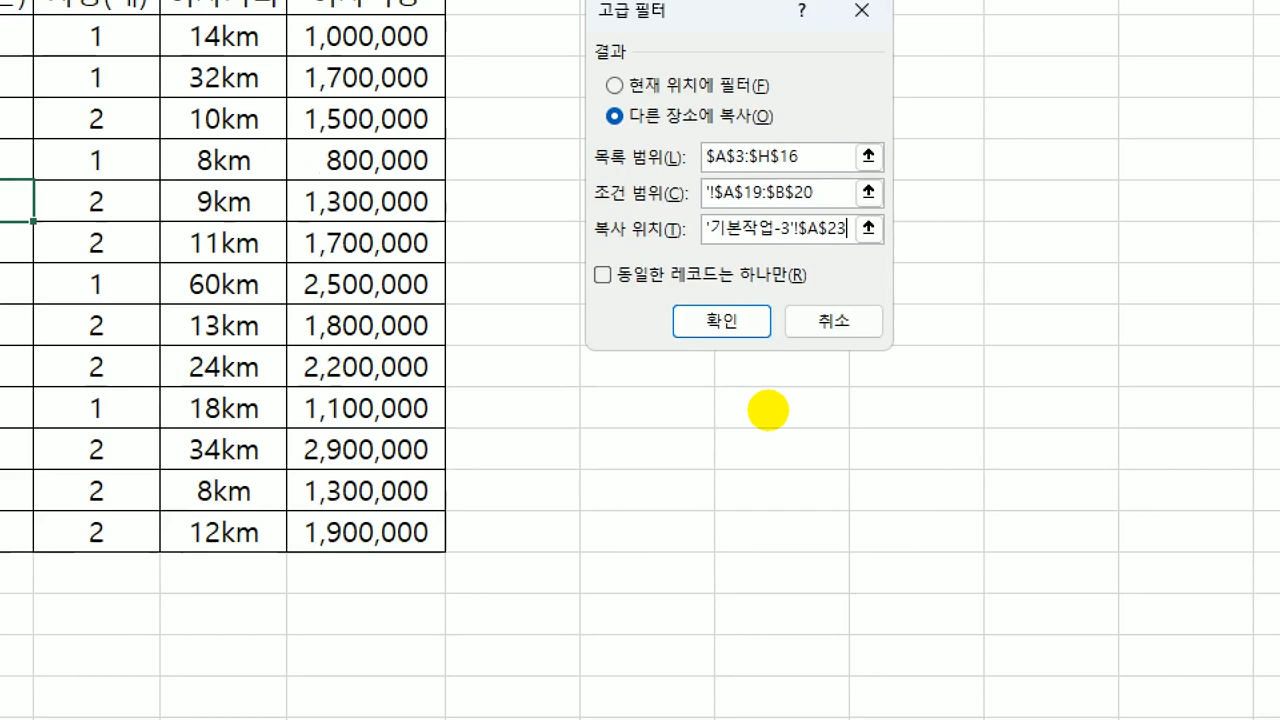 고급 필터 ?
결과
현재 위치에 필터(F)
다른 장소에 복사(O)
목록 범위(L): $A$3:$H$16
조건 범위(C): '!$A$19:$B$20
복사 위치(T): '기본작업-3'!$A$23
동일한 레코드는 하나만(R)
확인 취소
1 14km 1,000,000
1 32km 1,700,000
2 10km 1,500,000
1 8km 800,000
2 9km 1,300,000
2 11km 1,700,000
1 60km 2,500,000
2 13km 1,800,000
2 24km 2,200,000
1 18km 1,100,000
2 34km 2,900,000
2 8km 1,300,000
2 12km 1,900,000